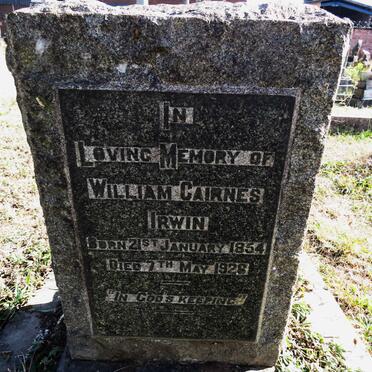 IN
LOVING MEMORY OF
WILLIAM CAIRNES
IRWIN
BORN 21ST JANUARY 1854
DIED 7TH MAY 1926
"IN GOD'S KEEPING"